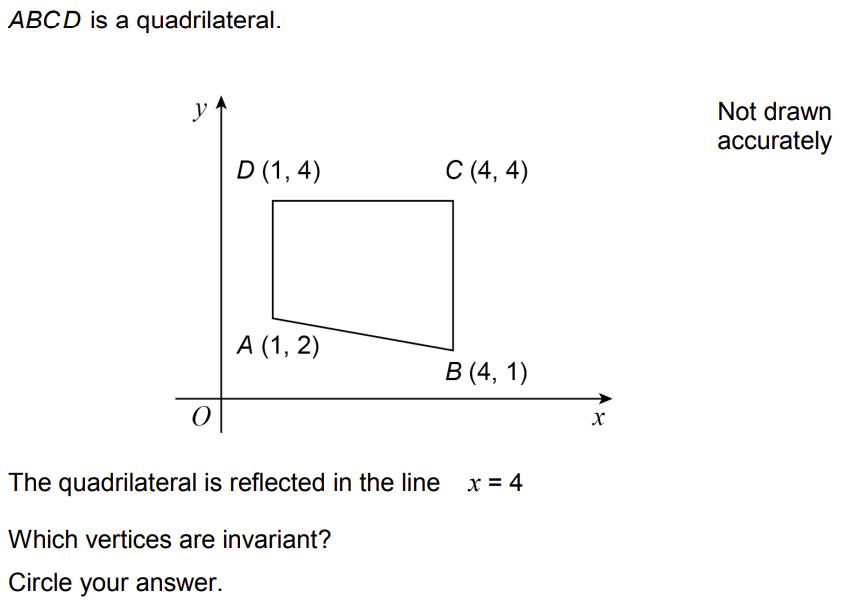 ABCD is a quadrilateral.
Not drawn
accurately
y
D (1, 4)
C (4, 4)
A (1, 2)
B (4, 1)
O
x
The quadrilateral is reflected in the line x = 4
Which vertices are invariant?
Circle your answer.